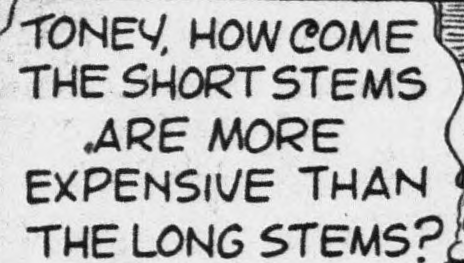 TONEY, HOW COME
THE SHORT STEMS
ARE MORE
EXPENSIVE THAN
THE LONG STEMS?